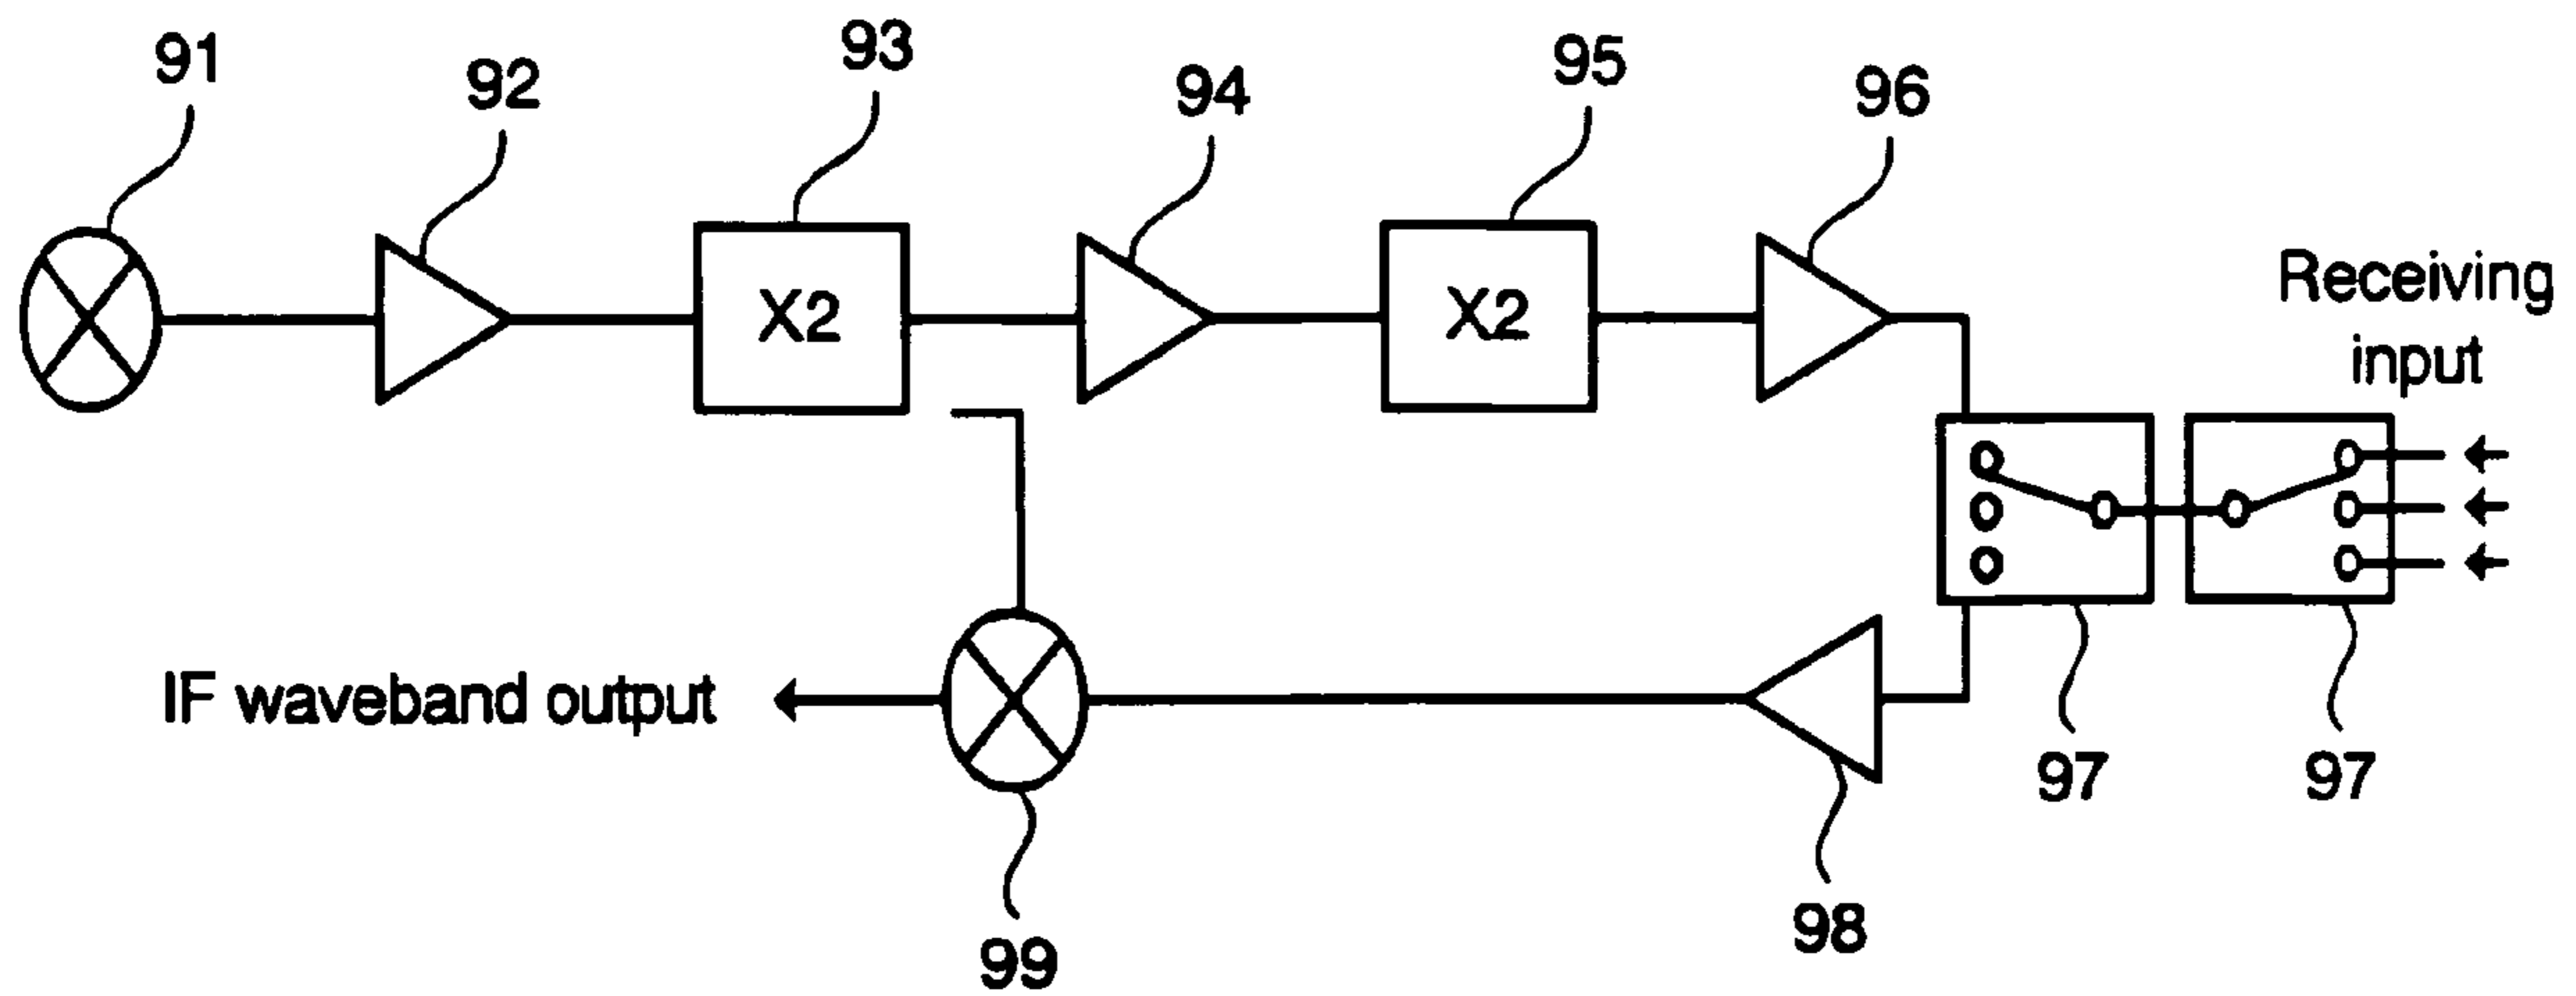 91
92
93
94
95
96
X2
X2
Receiving
input
IF waveband output
97
97
98
99